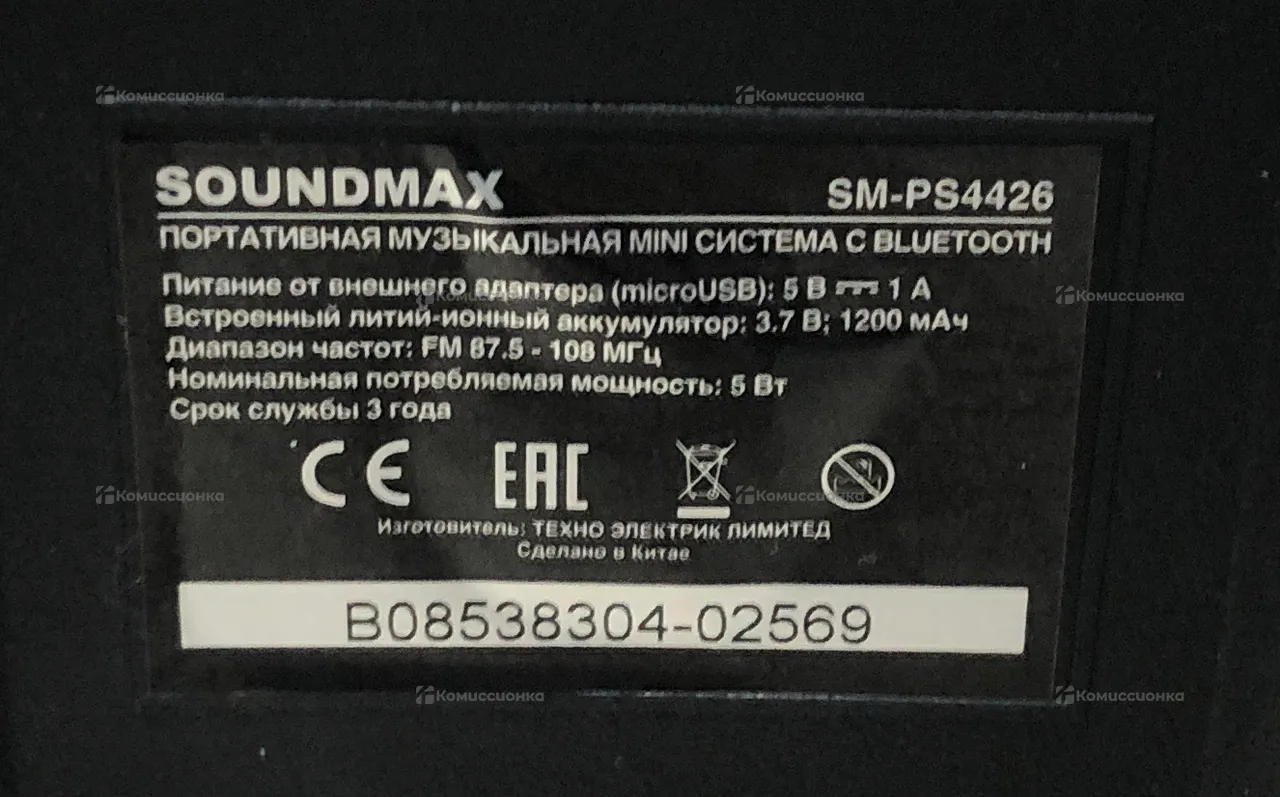 Комиссионка Комиссионка
SOUNDMAX SM-PS4426
ПОРТАТИВНАЯ МУЗЫКАЛЬНАЯ MINI СИСТЕМА С BLUETOOTH
Питание от внешнего адаптера (microUSB): 5 В 1 А
Комиссионка Комиссионка
Встроенный литий-ионный аккумулятор: 3.7 В; 1200 мАч
Диапазон частот: FM 87.5 - 108 МГц
Номинальная потребляемая мощность: 5 Вт
Срок службы 3 года
CE EAC
Комиссионка Комиссионка
Изготовитель: ТЕХНО ЭЛЕКТРИК ЛИМИТЕД
Сделано в Китае
B08538304-02569
Комиссионка Комиссионка